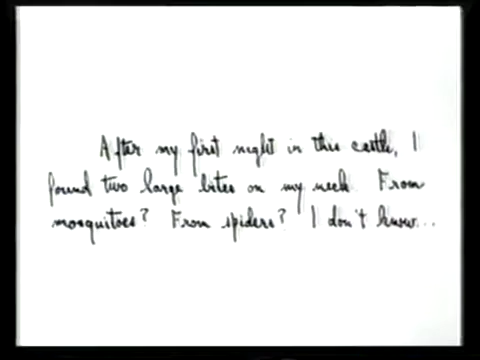 After my first night in this castle, I
found two large bites on my neck From
mosquitoes? From spiders? I don't know...